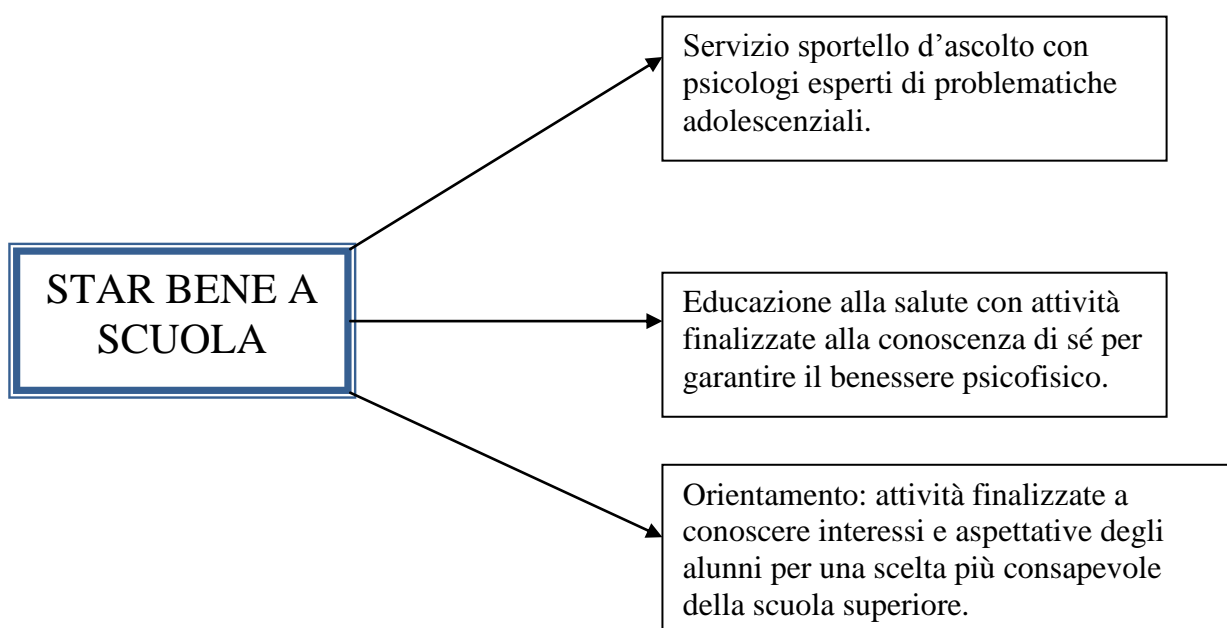 Servizio sportello d’ascolto con
psicologi esperti di problematiche
adolescenziali.
STAR BENE A
SCUOLA
Educazione alla salute con attività
finalizzate alla conoscenza di sé per
garantire il benessere psicofisico.
Orientamento: attività finalizzate a
conoscere interessi e aspettative degli
alunni per una scelta più consapevole
della scuola superiore.